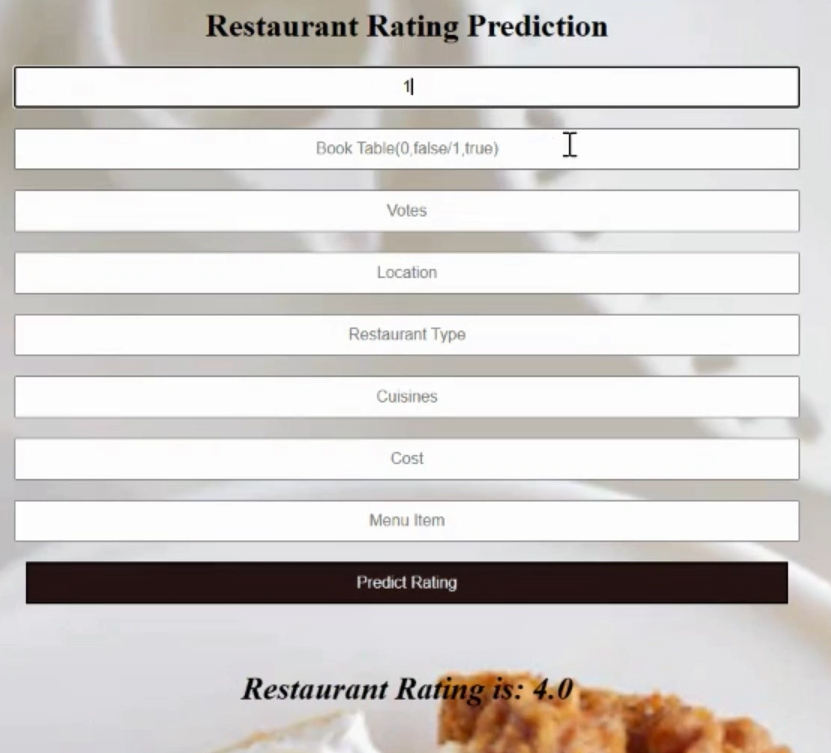 Restaurant Rating Prediction
1
Book Table(0,false/1,true)
Votes
Location
Restaurant Type
Cuisines
Cost
Menu Item
Predict Rating
Restaurant Rating is: 4.0